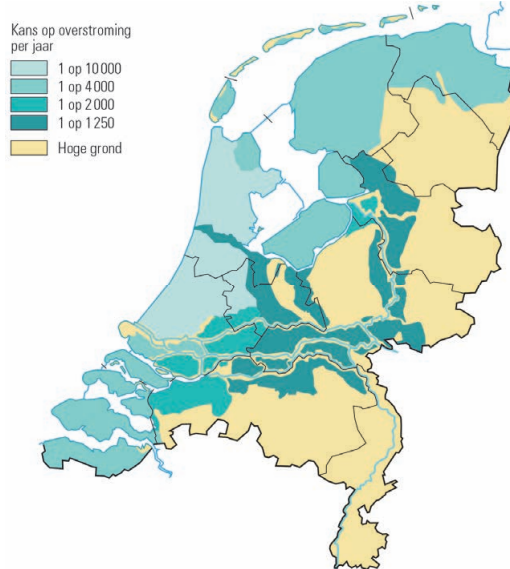 Kans op overstroming
per jaar
1 op 10 000
1 op 4 000
1 op 2 000
1 op 1 250
Hoge grond